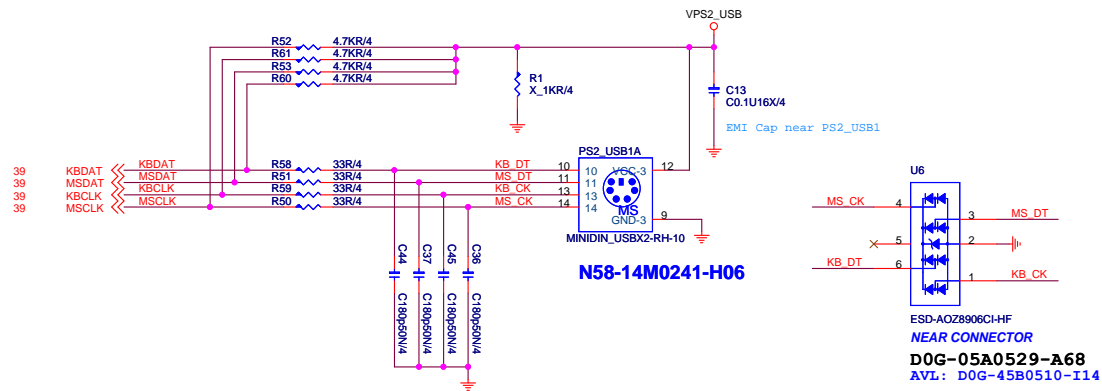 VPS2_USB
R52 4.7KR/4
R61 4.7KR/4
R53 4.7KR/4
R60 4.7KR/4
R1
X_1KR/4
C13
C0.1U16X/4
EMI Cap near PS2_USB1
PS2_USB1A
39 KBDAT KBDAT R58 33R/4 KB_DT 10 10 VCC-3 12
39 MSDAT MSDAT R51 33R/4 MS_DT 11 11
39 KBCLK KBCLK R59 33R/4 KB_CK 13 13
39 MSCLK MSCLK R50 33R/4 MS_CK 14 14
MS
GND-3 9
MINIDIN_USBX2-RH-10
N58-14M0241-H06
C44 C180p50N/4
C37 C180p50N/4
C45 C180p50N/4
C36 C180p50N/4
U6
MS_CK 4
3 MS_DT
5
2
KB_DT 6
1 KB_CK
ESD-AOZ8906CI-HF
NEAR CONNECTOR
D0G-05A0529-A68
AVL: D0G-45B0510-I14